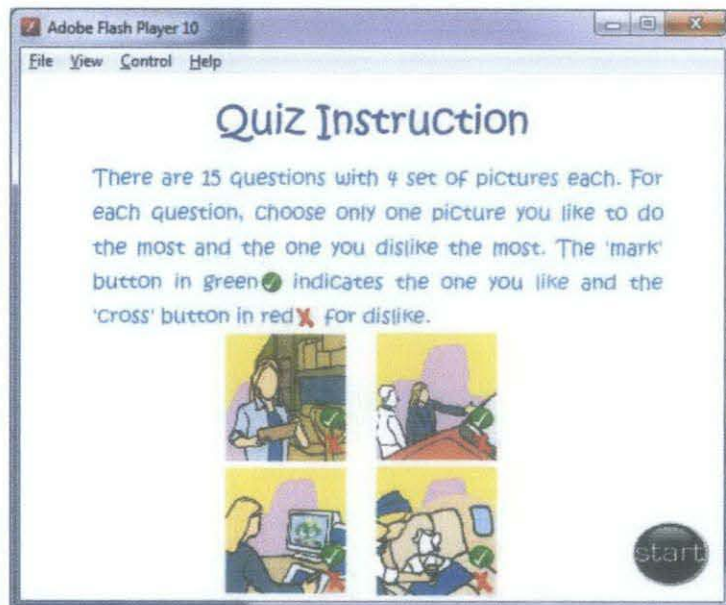 Adobe Flash Player 10
File View Control Help
Quiz Instruction
There are 15 questions with 4 set of pictures each. For
each question, choose only one picture you like to do
the most and the one you dislike the most. The 'mark'
button in green indicates the one you like and the
'cross' button in red for dislike.
start